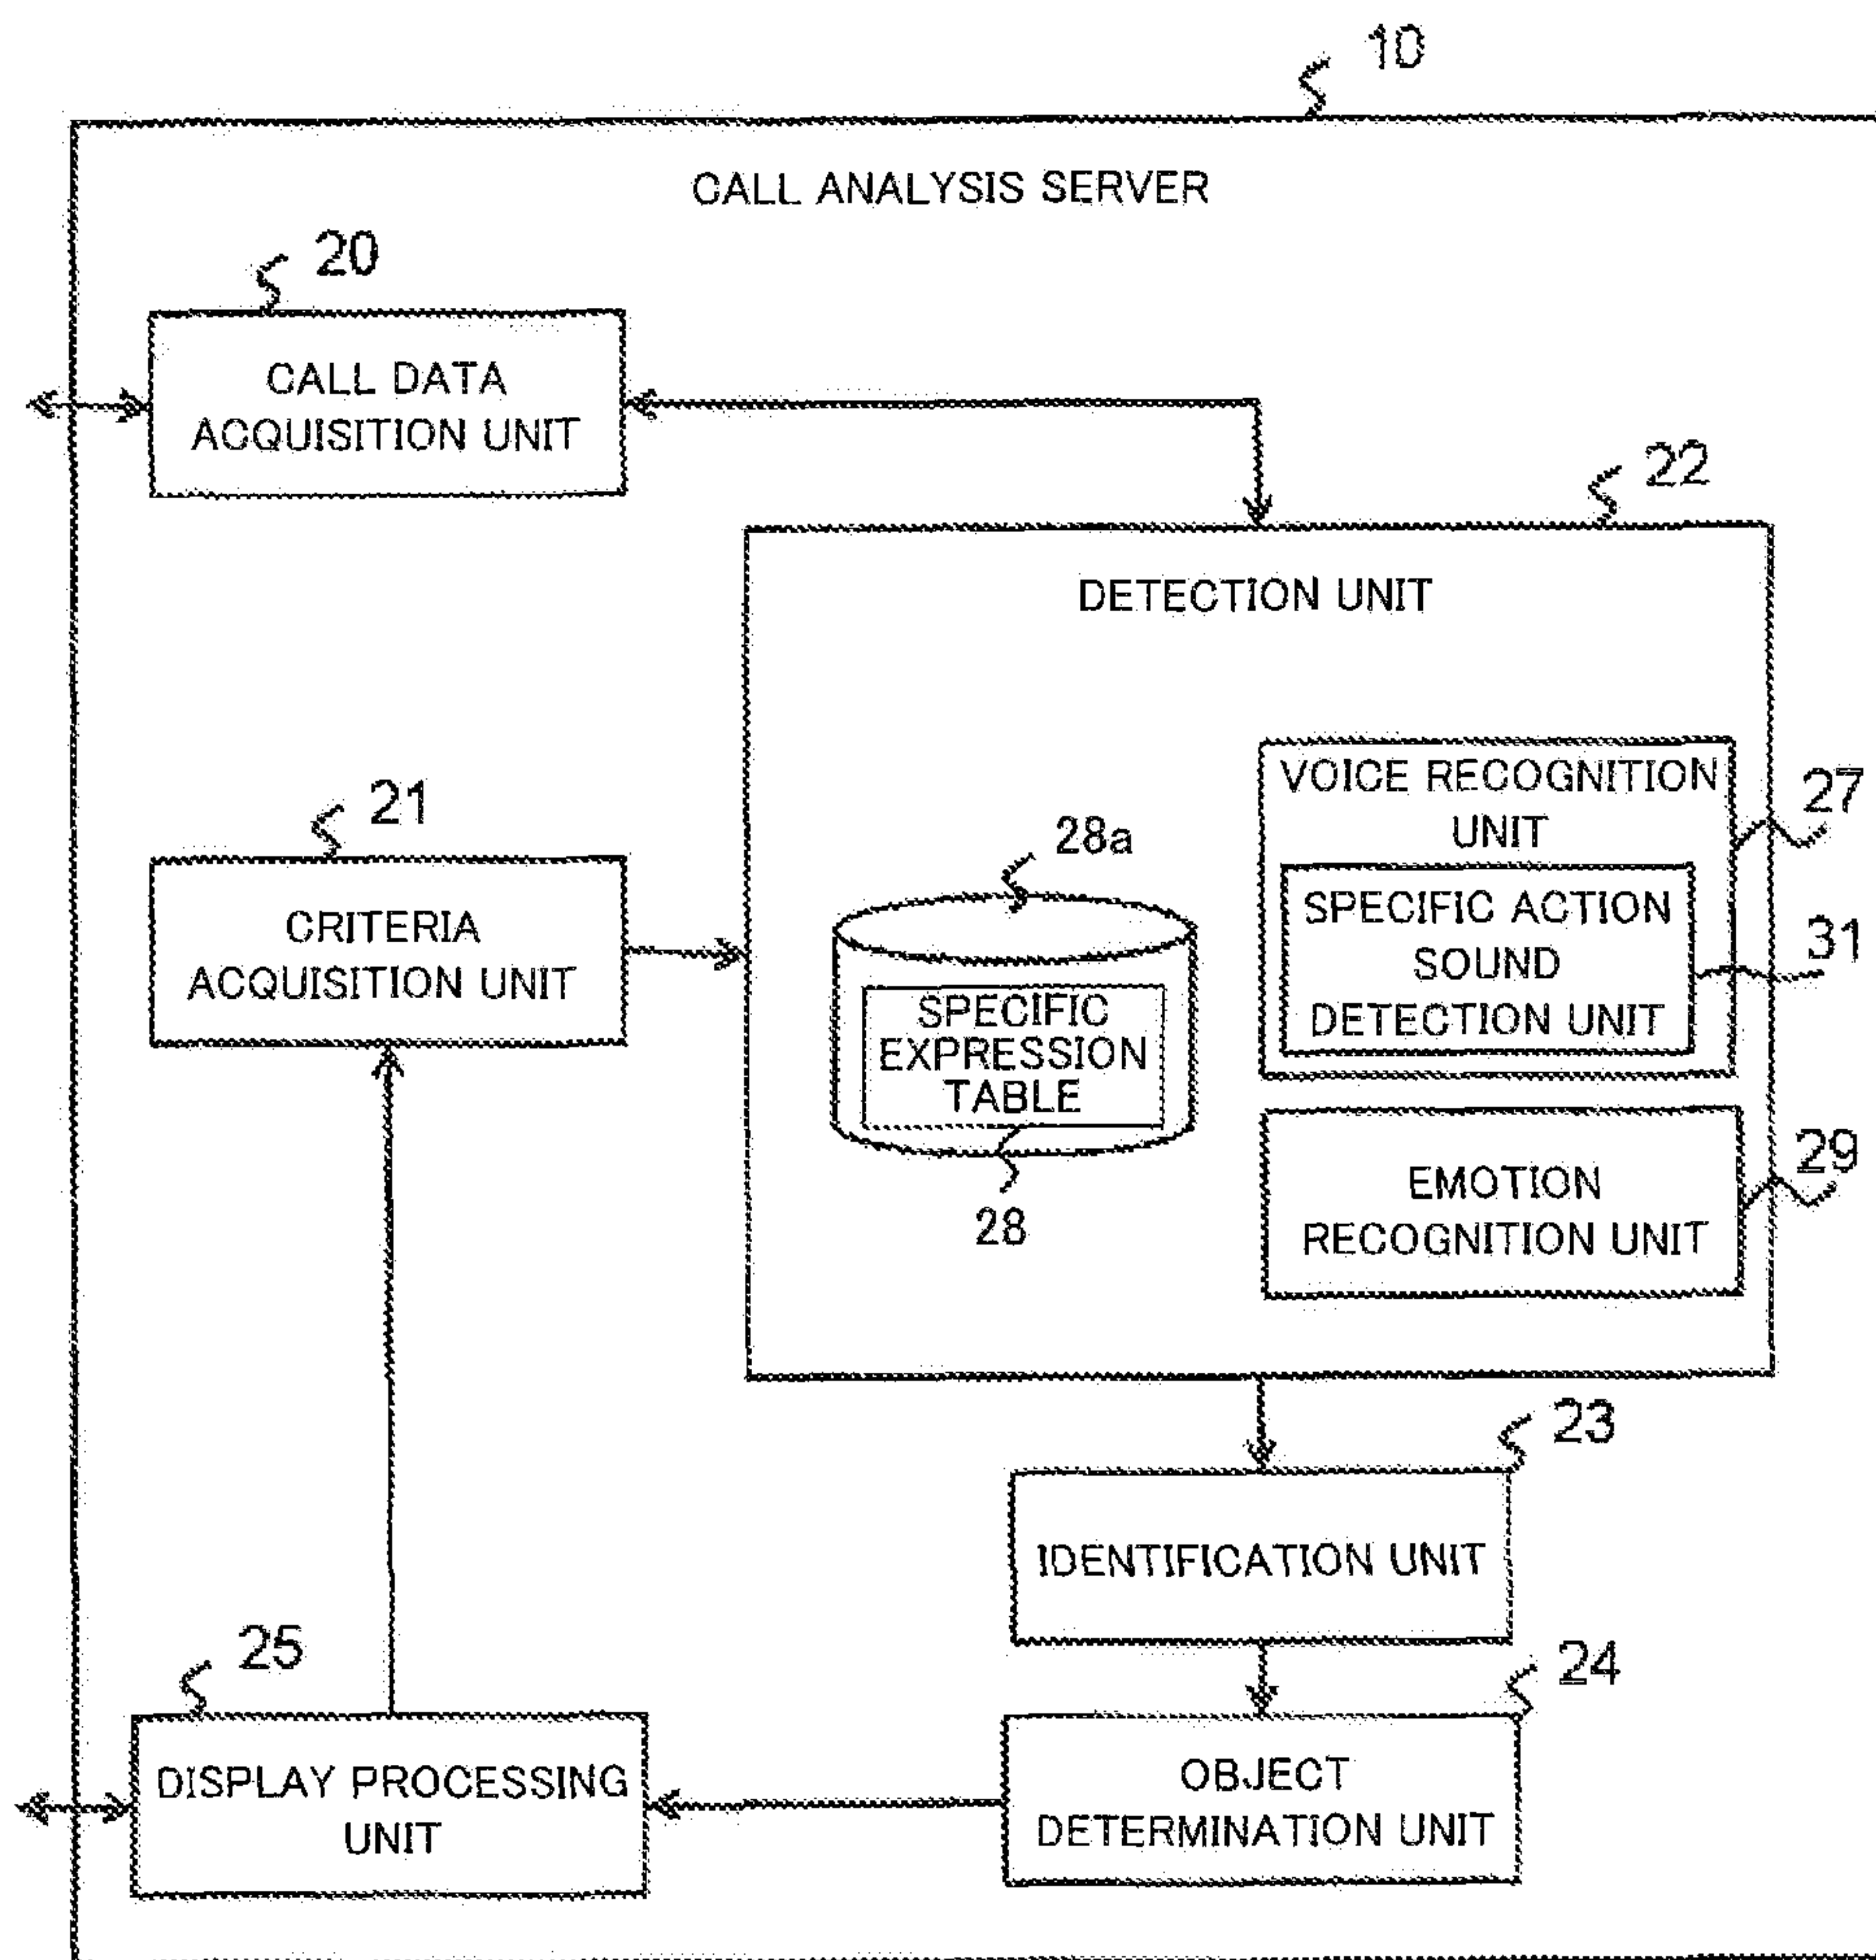 10
CALL ANALYSIS SERVER
20
CALL DATA
ACQUISITION UNIT
22
DETECTION UNIT
21
CRITERIA
ACQUISITION UNIT
28a
SPECIFIC
EXPRESSION
TABLE
28
VOICE RECOGNITION
UNIT
27
SPECIFIC ACTION
SOUND
DETECTION UNIT
31
EMOTION
RECOGNITION UNIT
29
23
IDENTIFICATION UNIT
24
OBJECT
DETERMINATION UNIT
25
DISPLAY PROCESSING
UNIT